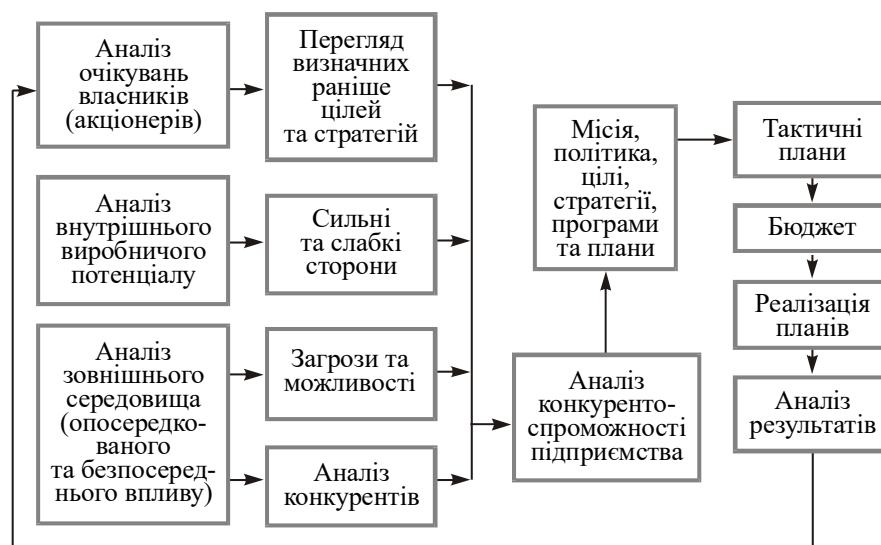 Аналіз
очікувань
власників
(акціонерів)
Перегляд
визначних
раніше
цілей
та стратегій
Аналіз
внутрішнього
виробничого
потенціалу
Сильні
та слабкі
сторони
Аналіз
зовнішнього
середовища
(опосередко-
ваного
та безпосеред-
нього впливу)
Загрози та
можливості
Аналіз
конкурентів
Аналіз
конкуренто-
спроможності
підприємства
Місія,
політика,
цілі,
стратегії,
програми
та плани
Тактичні
плани
Бюджет
Реалізація
планів
Аналіз
результатів